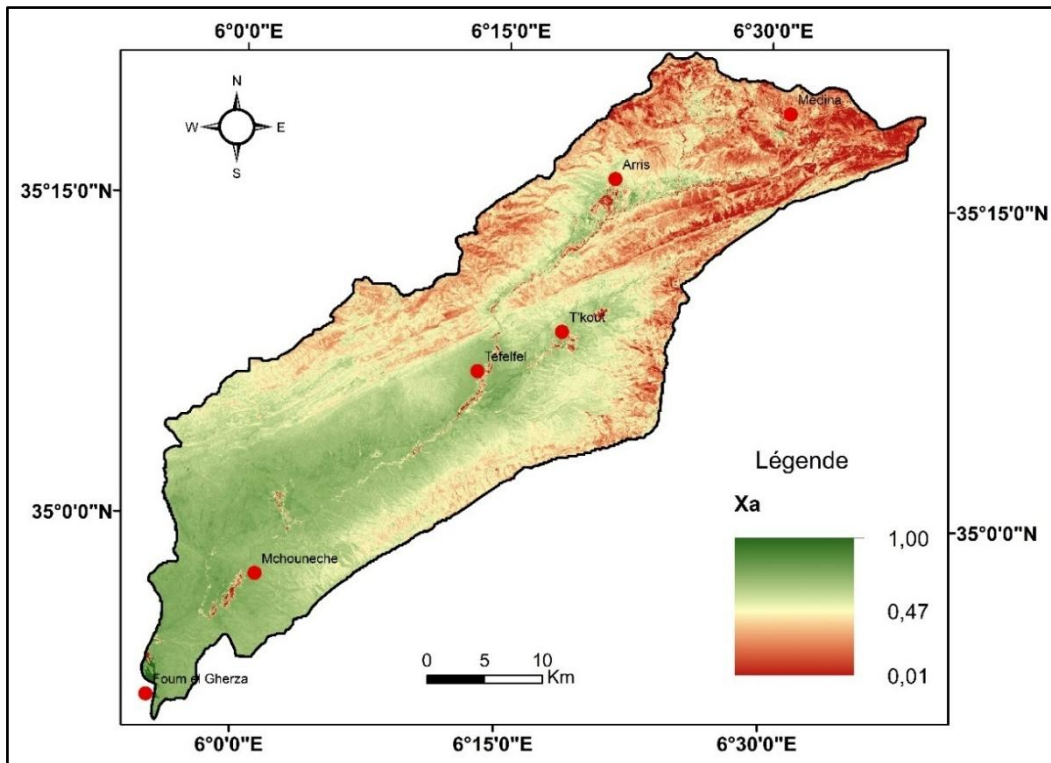 6°0'0"E 6°15'0"E 6°30'0"E
N
W E
S
Médina
Arris
35°15'0"N 35°15'0"N
T'kout
Tefelfel
Légende
Xa
35°0'0"N 35°0'0"N
1,00
Mchouneche
0,47
0 5 10
Km
0,01
Foum el Gherza
6°0'0"E 6°15'0"E 6°30'0"E